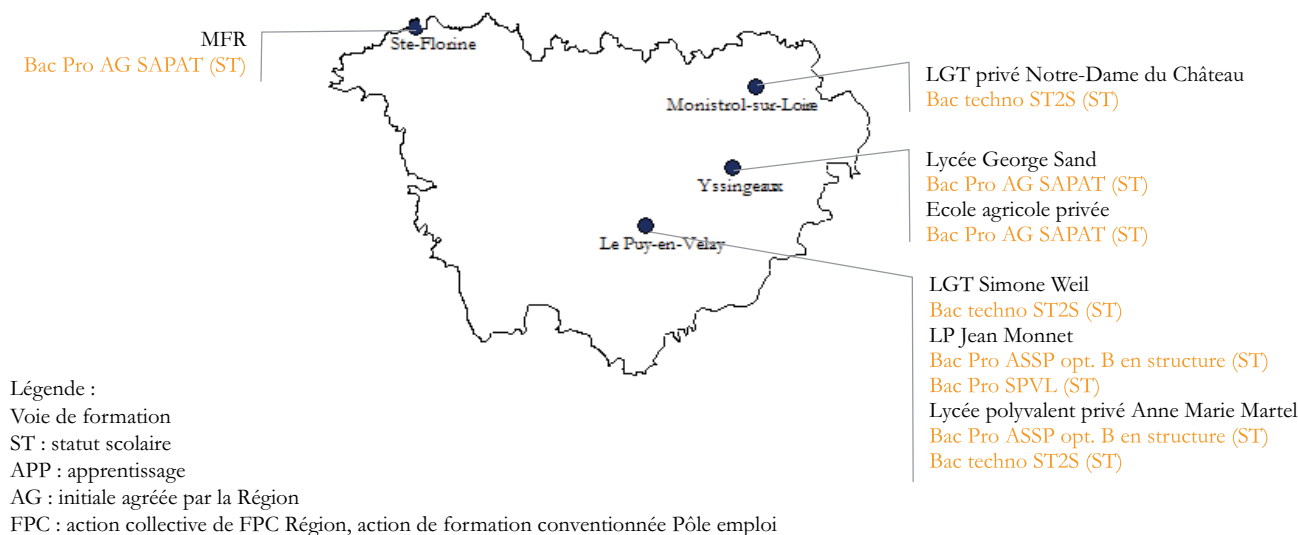 MFR
Bac Pro AG SAPAT (ST)
Ste-Florine
Monistrol-sur-Loire
Yssingeaux
Le Puy-en-Vélay
LGT privé Notre-Dame du Château
Bac techno ST2S (ST)
Lycée George Sand
Bac Pro AG SAPAT (ST)
Ecole agricole privée
Bac Pro AG SAPAT (ST)
LGT Simone Weil
Bac techno ST2S (ST)
LP Jean Monnet
Bac Pro ASSP opt. B en structure (ST)
Bac Pro SPVL (ST)
Lycée polyvalent privé Anne Marie Martel
Bac Pro ASSP opt. B en structure (ST)
Bac techno ST2S (ST)
Légende :
Voie de formation
ST : statut scolaire
APP : apprentissage
AG : initiale agréée par la Région
FPC : action collective de FPC Région, action de formation conventionnée Pôle emploi